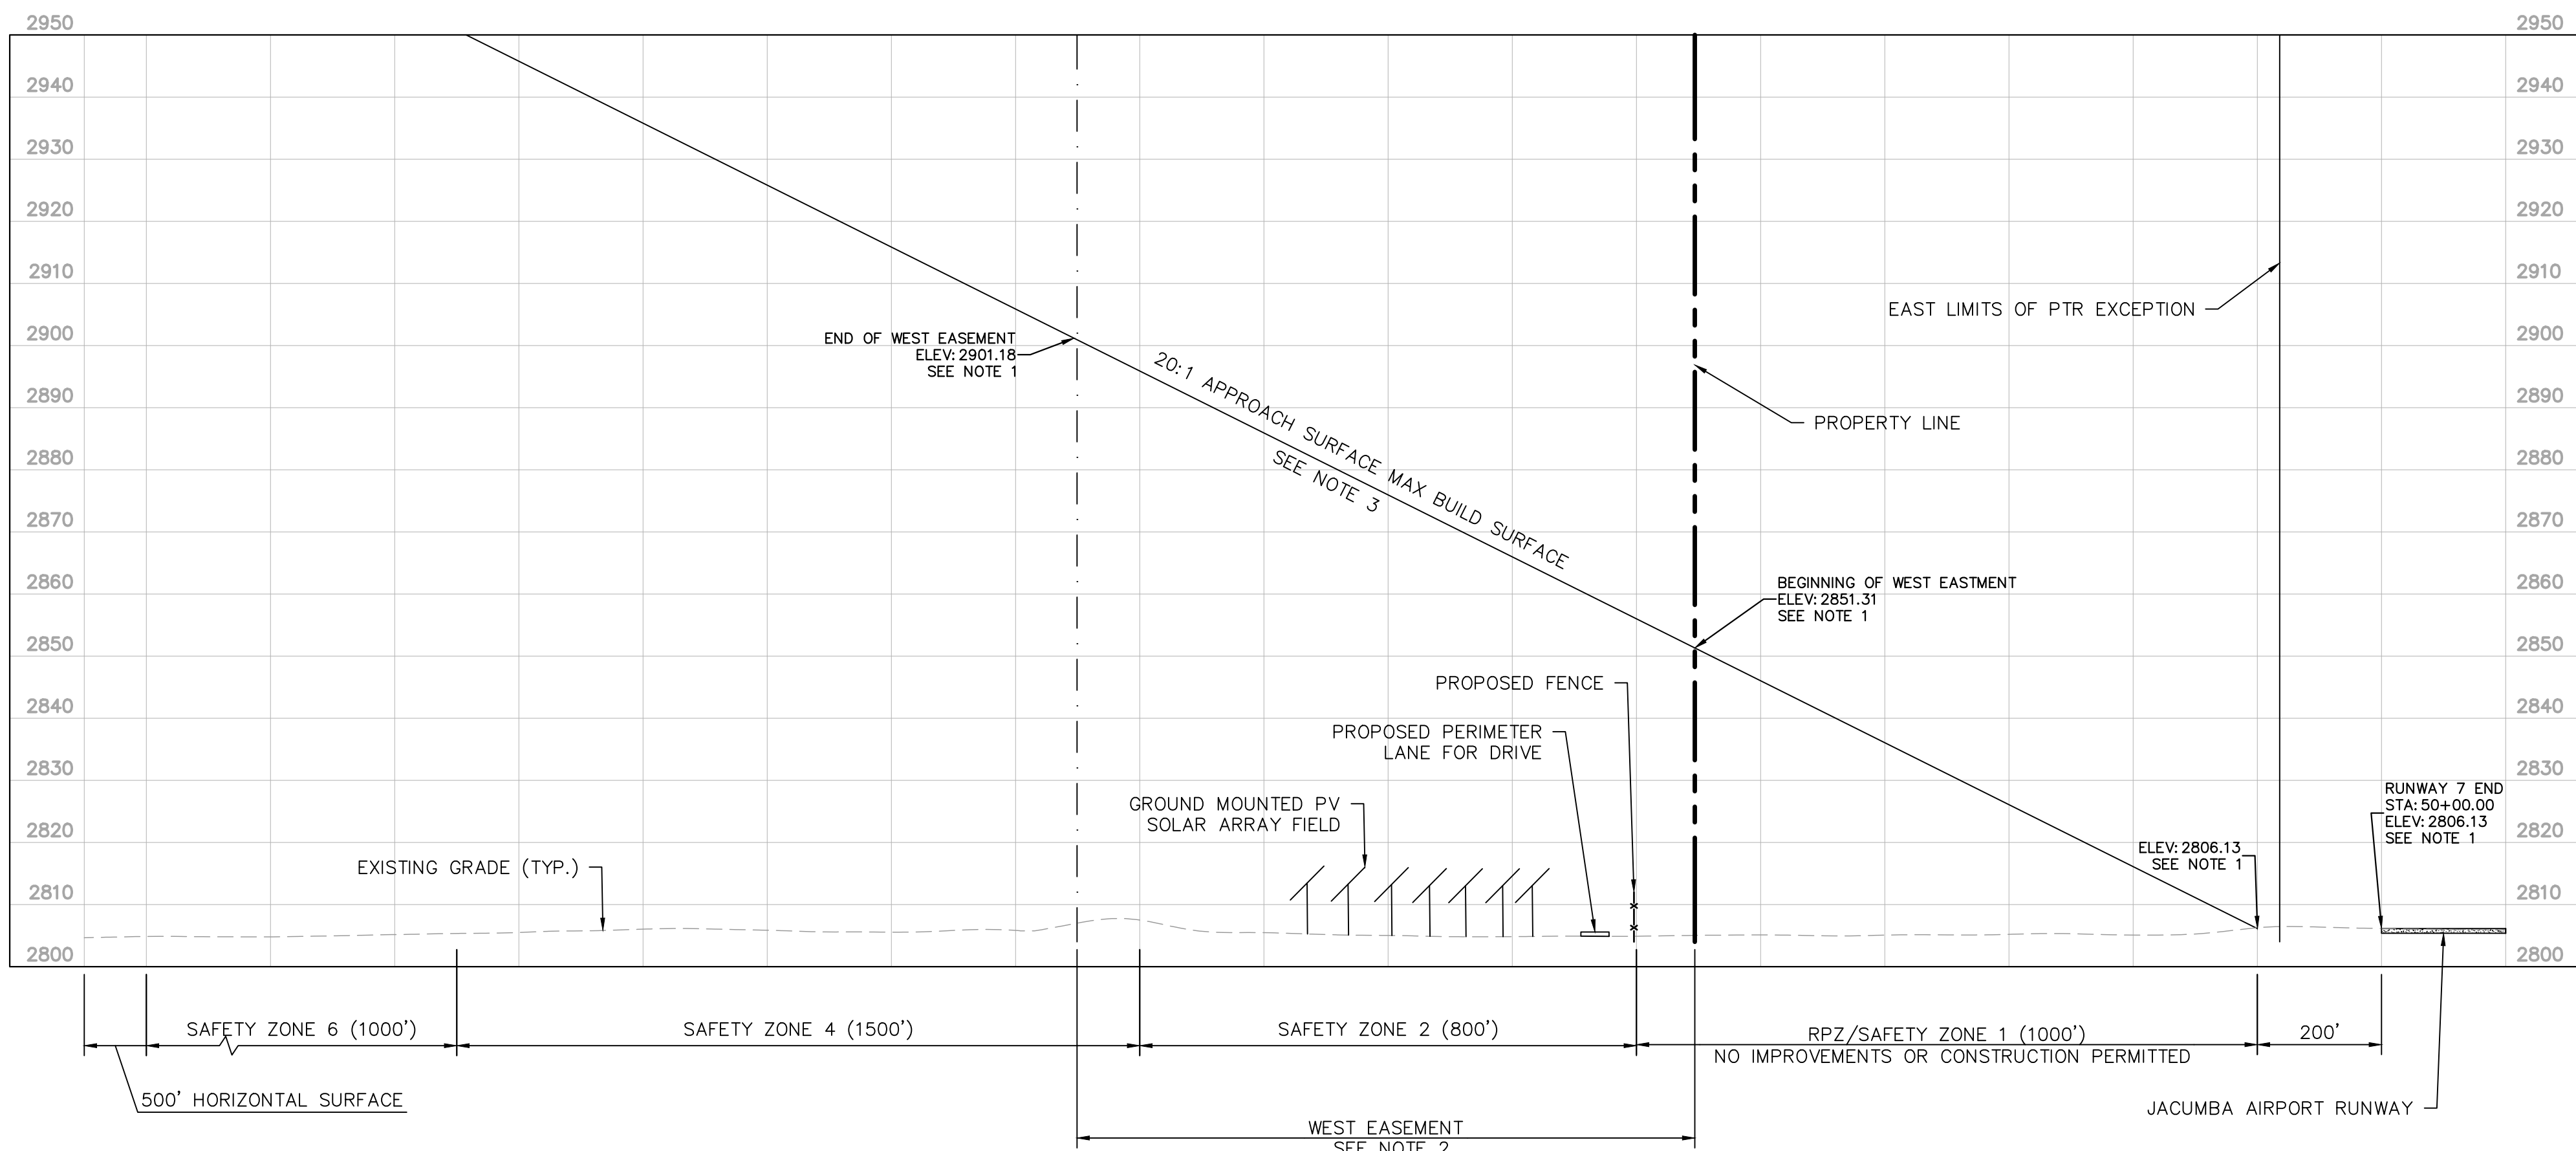 2950
2950
2940
2940
2930
2930
2920
2920
2910
2910
EAST LIMITS OF PTR EXCEPTION
2900
2900
END OF WEST EASEMENT
ELEV: 2901.18
SEE NOTE 1
20:1 APPROACH SURFACE MAX BUILD SURFACE
SEE NOTE 3
2890
2890
PROPERTY LINE
2880
2880
2870
2870
2860
2860
BEGINNING OF WEST EASTMENT
ELEV: 2851.31
SEE NOTE 1
2850
2850
PROPOSED FENCE
2840
2840
PROPOSED PERIMETER
LANE FOR DRIVE
2830
2830
GROUND MOUNTED PV
SOLAR ARRAY FIELD
RUNWAY 7 END
STA: 50+00.00
ELEV: 2806.13
SEE NOTE 1
2820
2820
ELEV: 2806.13
SEE NOTE 1
EXISTING GRADE (TYP.)
2810
2810
2800
2800
SAFETY ZONE 6 (1000')
SAFETY ZONE 4 (1500')
SAFETY ZONE 2 (800')
RPZ/SAFETY ZONE 1 (1000')
NO IMPROVEMENTS OR CONSTRUCTION PERMITTED
200'
500' HORIZONTAL SURFACE
JACUMBA AIRPORT RUNWAY
WEST EASEMENT
SEE NOTE 2